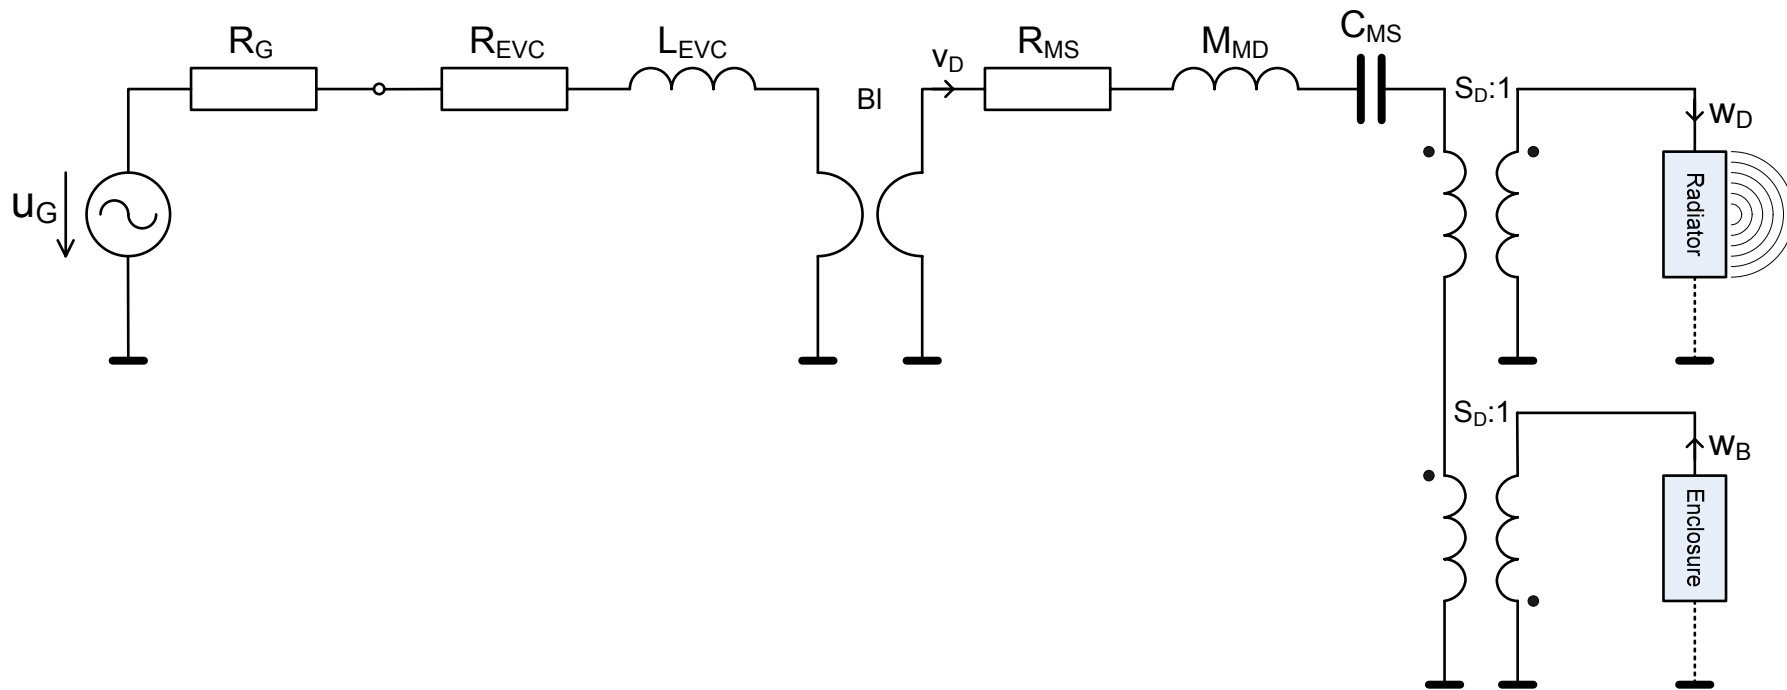 R_G
R_EVC
L_EVC
Bl
v_D
R_MS
M_MD
C_MS
S_D:1
w_D
u_G
Radiator
S_D:1
w_B
Enclosure